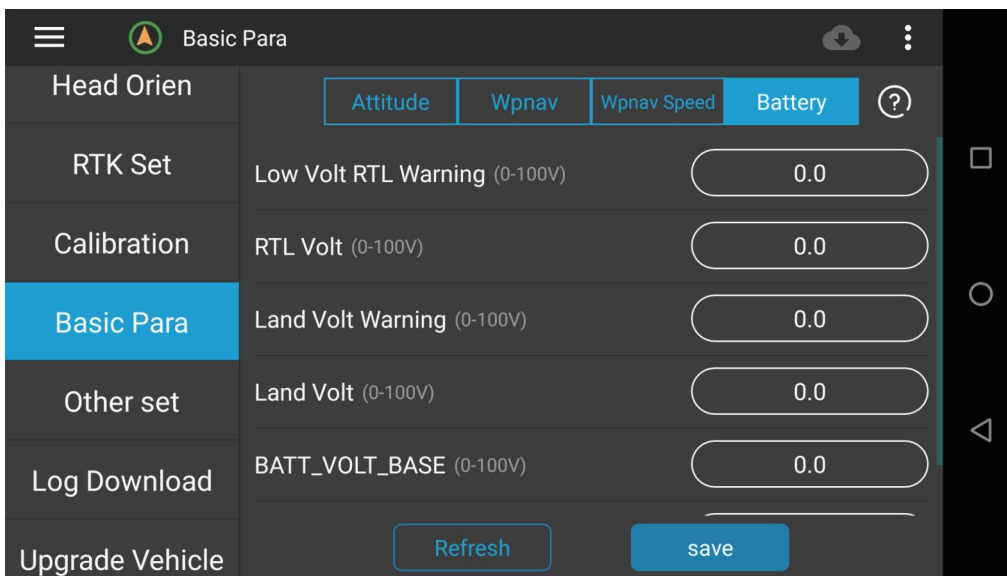 Basic Para
Head Orien
RTK Set
Calibration
Basic Para
Other set
Log Download
Upgrade Vehicle
Attitude
Wpnav
Wpnav Speed
Battery
?
Low Volt RTL Warning (0-100V)
0.0
RTL Volt (0-100V)
0.0
Land Volt Warning (0-100V)
0.0
Land Volt (0-100V)
0.0
BATT_VOLT_BASE (0-100V)
0.0
Refresh
save